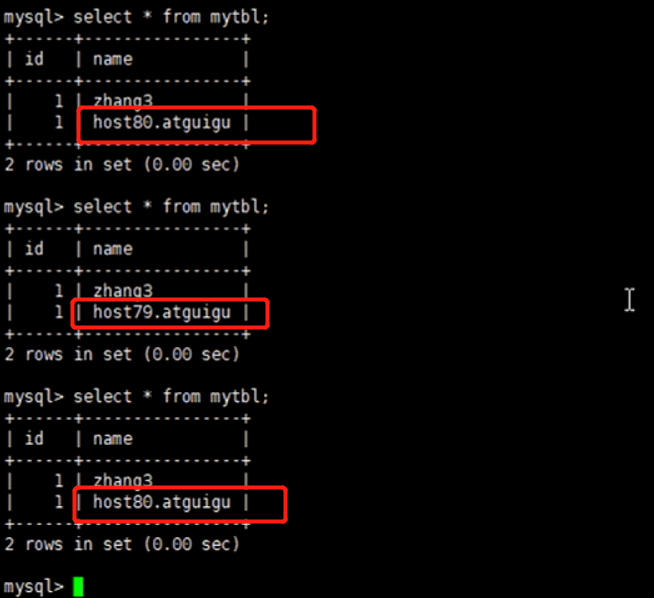 mysql> select * from mytbl;
+------+----------------+
| id   | name           |
+------+----------------+
|    1 | zhang3         |
|    1 | host80.atguigu |
+------+----------------+
2 rows in set (0.00 sec)
mysql> select * from mytbl;
+------+----------------+
| id   | name           |
+------+----------------+
|    1 | zhang3         |
|    1 | host79.atguigu |
+------+----------------+
2 rows in set (0.00 sec)
mysql> select * from mytbl;
+------+----------------+
| id   | name           |
+------+----------------+
|    1 | zhang3         |
|    1 | host80.atguigu |
+------+----------------+
2 rows in set (0.00 sec)
mysql>